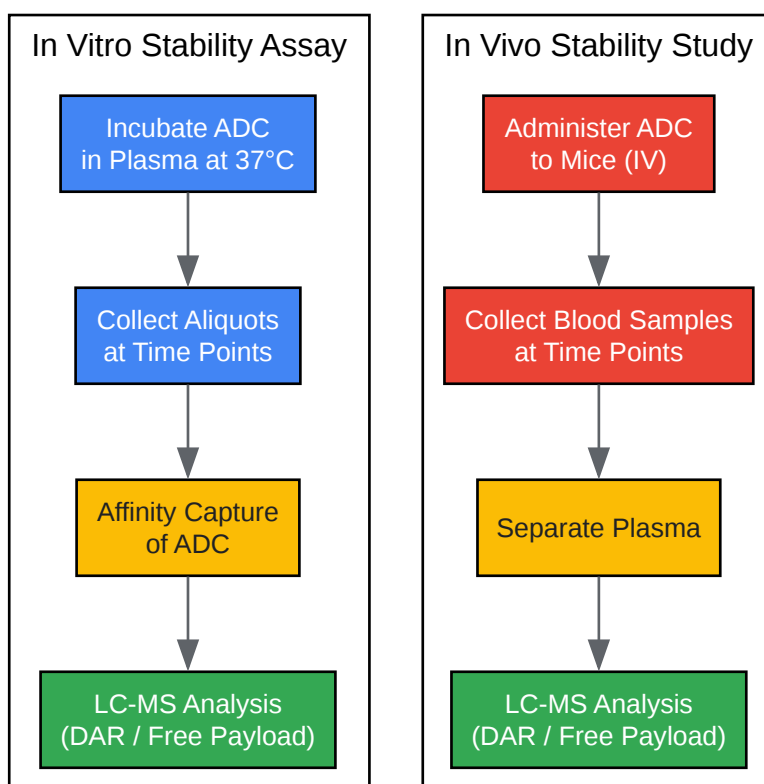 In Vitro Stability Assay
Incubate ADC
in Plasma at 37°C
Collect Aliquots
at Time Points
Affinity Capture
of ADC
LC-MS Analysis
(DAR / Free Payload)
In Vivo Stability Study
Administer ADC
to Mice (IV)
Collect Blood Samples
at Time Points
Separate Plasma
LC-MS Analysis
(DAR / Free Payload)